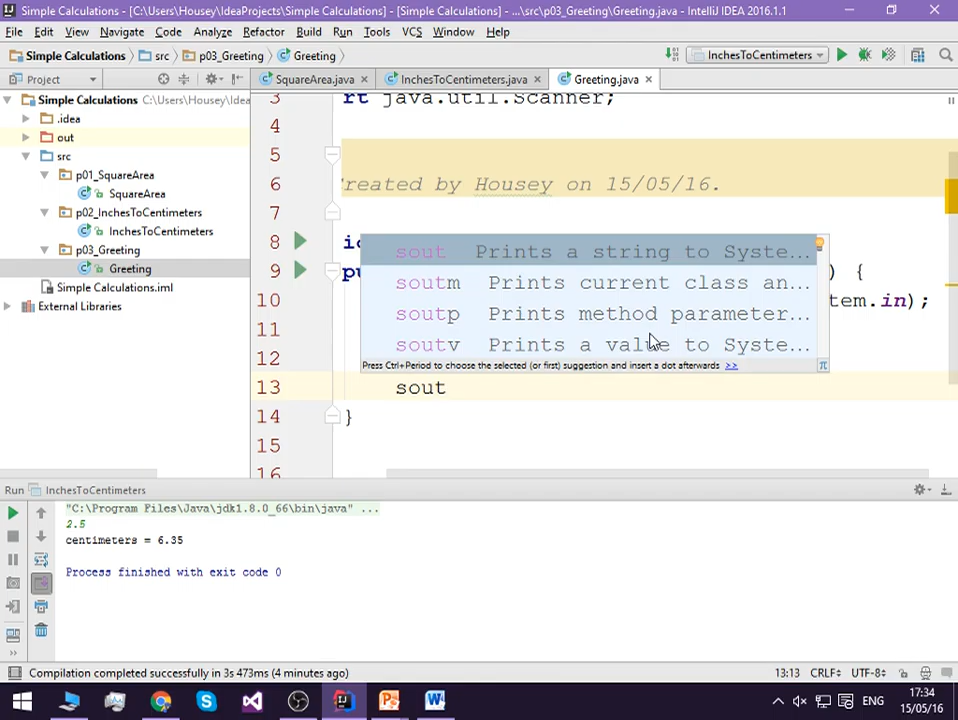 Simple Calculations - [C:\Users\Housey\IdeaProjects\Simple Calculations] - [Simple Calculations] - ...\src\p03_Greeting\Greeting.java - IntelliJ IDEA 2016.1.1
File Edit View Navigate Code Analyze Refactor Build Run Tools VCS Window Help
Simple Calculations src p03_Greeting Greeting InchesToCentimeters
Project SquareArea.java InchesToCentimeters.java Greeting.java
Simple Calculations C:\Users\Housey\Idea
.idea
out
src
p01_SquareArea
SquareArea
p02_InchesToCentimeters
InchesToCentimeters
p03_Greeting
Greeting
Simple Calculations.iml
External Libraries
3 rt java.util.Scanner;
4
5
6 Created by Housey on 15/05/16.
7
8
9 ) {
10 tem.in);
11
12
13 sout
14 }
15
16
sout Prints a string to Syste...
soutm Prints current class an...
soutp Prints method parameter...
soutv Prints a value to Syste...
Press Ctrl+Period to choose the selected (or first) suggestion and insert a dot afterwards >>
Run InchesToCentimeters
"C:\Program Files\Java\jdk1.8.0_66\bin\java" ...
2.5
centimeters = 6.35
Process finished with exit code 0
Compilation completed successfully in 3s 473ms (4 minutes ago) 13:13 CRLF UTF-8
ENG 17:34
15/05/16